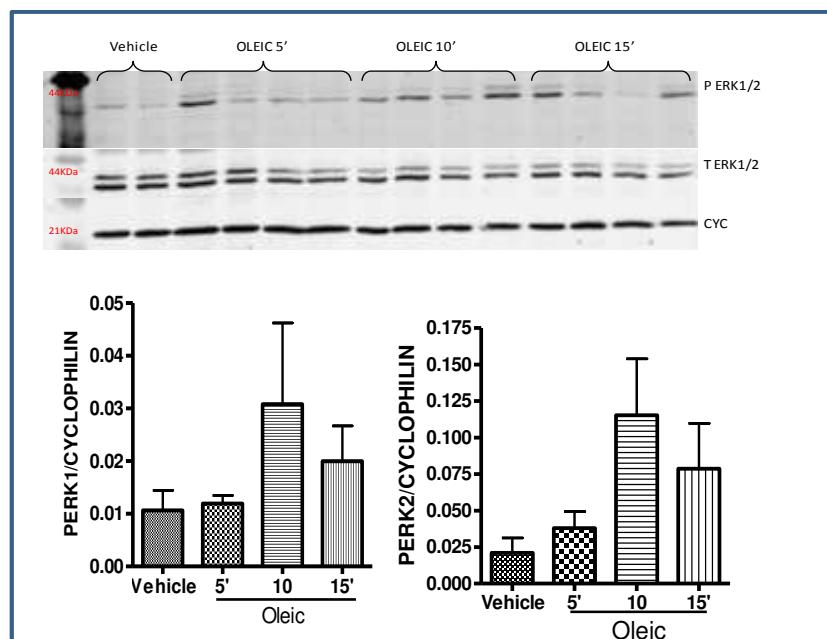 Vehicle OLEIC 5' OLEIC 10' OLEIC 15'
44KDa P ERK1/2
44KDa T ERK1/2
21KDa CYC
PERK1/CYCLOPHILIN
0.05
0.04
0.03
0.02
0.01
0.00
Vehicle 5' 10 15'
Oleic
PERK2/CYCLOPHILIN
0.175
0.150
0.125
0.100
0.075
0.050
0.025
0.000
Vehicle 5' 10 15'
Oleic